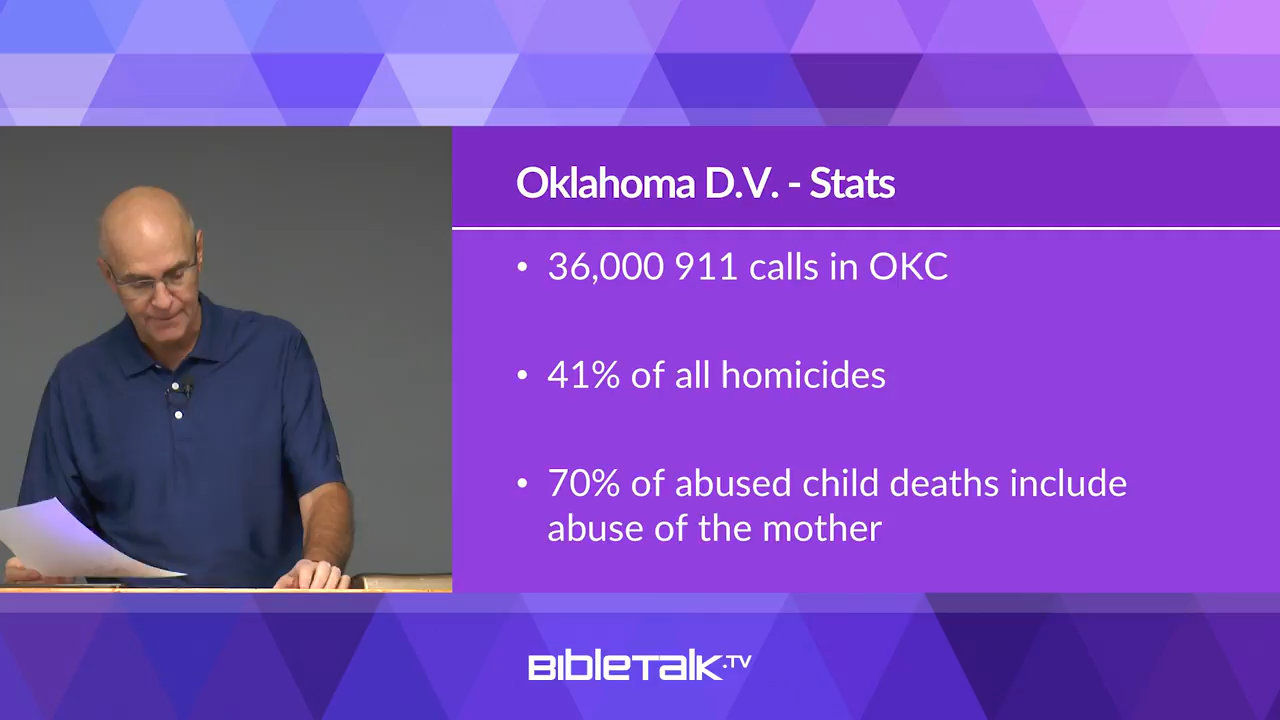 Oklahoma D.V. - Stats
• 36,000 911 calls in OKC
• 41% of all homicides
• 70% of abused child deaths include
abuse of the mother
BIBLETALK.TV